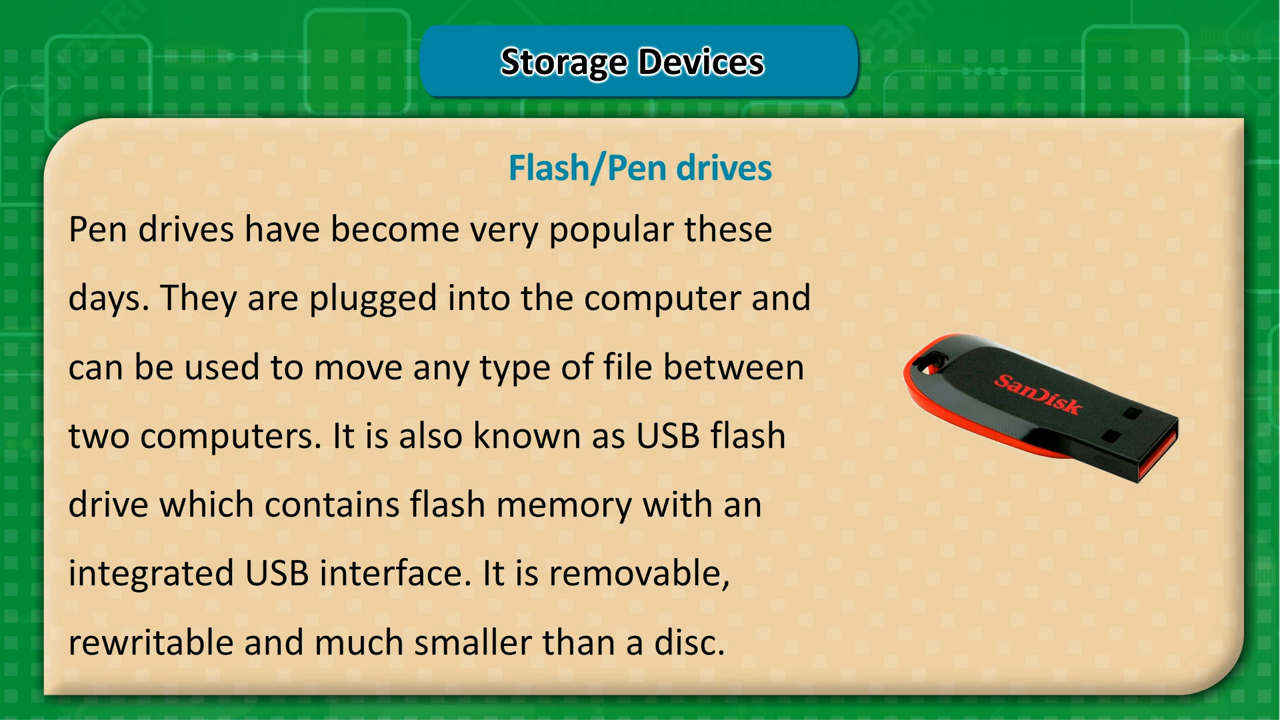 Storage Devices
Flash/Pen drives
Pen drives have become very popular these
days. They are plugged into the computer and
can be used to move any type of file between
two computers. It is also known as USB flash
drive which contains flash memory with an
integrated USB interface. It is removable,
rewritable and much smaller than a disc.
SanDisk